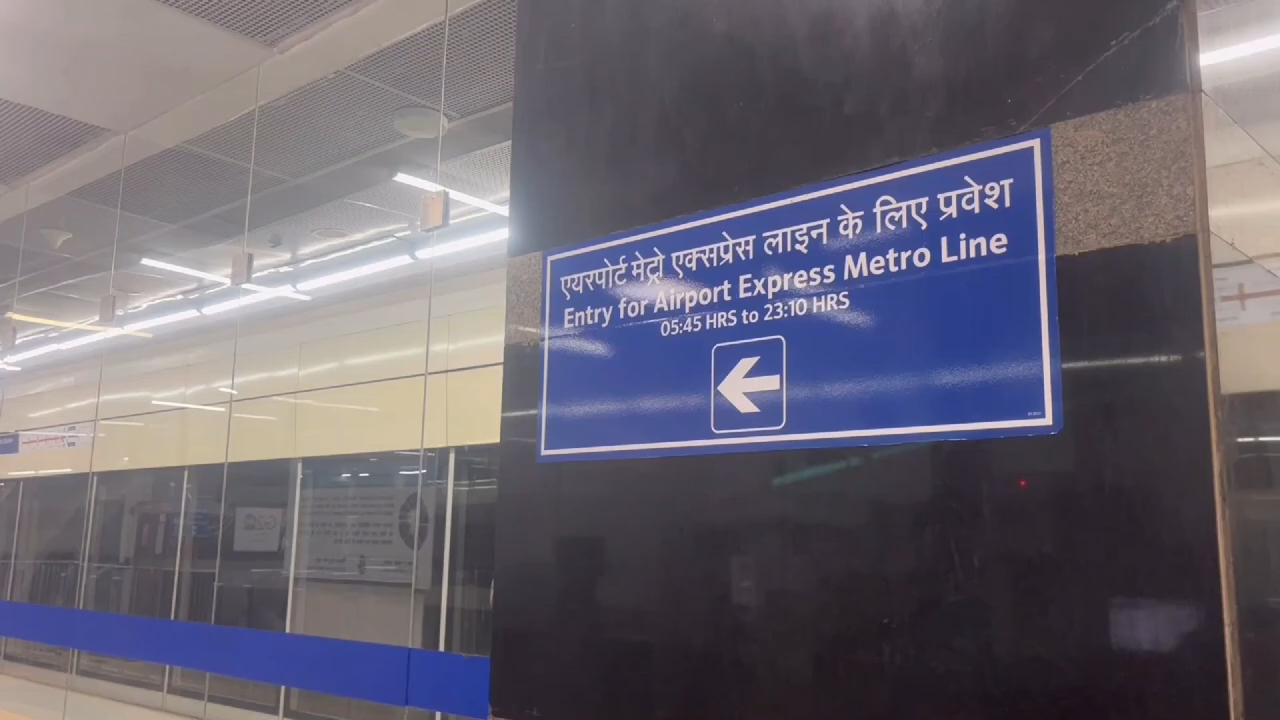 एयरपोर्ट मेट्रो एक्सप्रेस लाइन के लिए प्रवेश
Entry for Airport Express Metro Line
05:45 HRS to 23:10 HRS